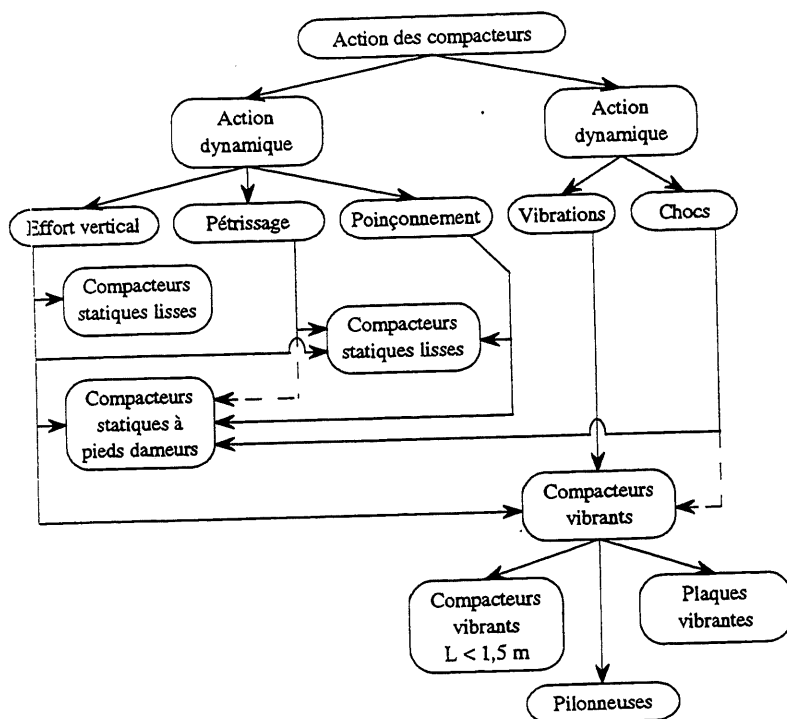 Action des compacteurs
Action
dynamique
Action
dynamique
Effort vertical
Pétrissage
Poinçonnement
Vibrations
Chocs
Compacteurs
statiques lisses
Compacteurs
statiques lisses
Compacteurs
statiques à
pieds dameurs
Compacteurs
vibrants
Compacteurs
vibrants
L < 1,5 m
Plaques
vibrantes
Pilonneuses